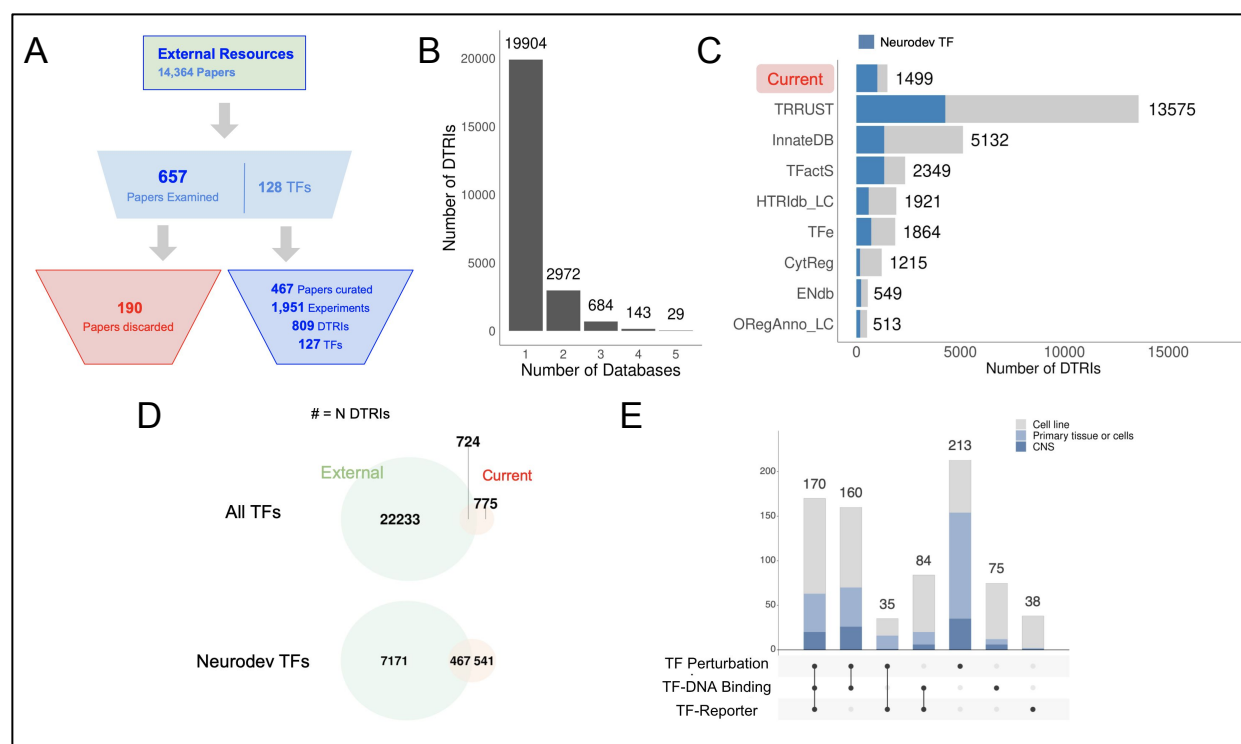 A
External Resources
14,364 Papers
657
Papers Examined
128 TFs
190
Papers discarded
467 Papers curated
1,951 Experiments
809 DTRIs
127 TFs
B
Number of DTRIs
20000
15000
10000
5000
0
19904
2972
684
143
29
1 2 3 4 5
Number of Databases
C
Neurodev TF
Current 1499
TRRUST 13575
InnateDB 5132
TFactS 2349
HTRIdb_LC 1921
TFe 1864
CytReg 1215
ENdb 549
ORegAnno_LC 513
0 5000 10000 15000
Number of DTRIs
D
# = N DTRIs
724
External
Current
775
All TFs
22233
Neurodev TFs
7171
467 541
E
Cell line
Primary tissue or cells
CNS
200
150
100
50
0
170 160 35 84 213 75 38
TF Perturbation
TF-DNA Binding
TF-Reporter